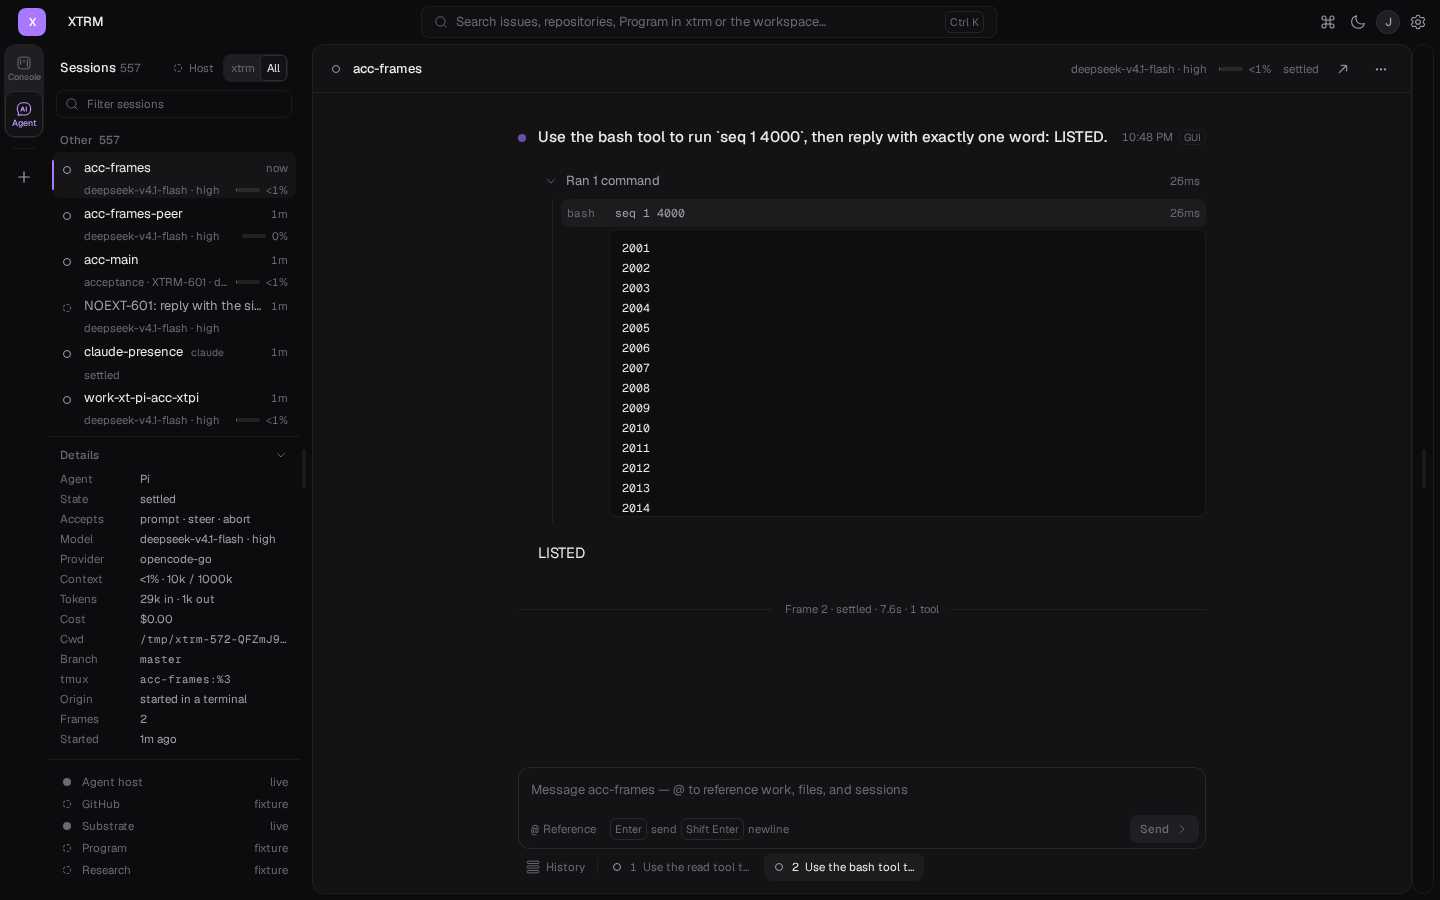 X XTRM
Search issues, repositories, Program in xtrm or the workspace... Ctrl K
J
Console
AI
Agent
Sessions 557 Host xtrm All
Filter sessions
Other 557
acc-frames now
deepseek-v4.1-flash · high <1%
acc-frames-peer 1m
deepseek-v4.1-flash · high 0%
acc-main 1m
acceptance · XTRM-601 · d... <1%
NOEXT-601: reply with the si... 1m
deepseek-v4.1-flash · high
claude-presence claude 1m
settled
work-xt-pi-acc-xtpi 1m
deepseek-v4.1-flash · high <1%
Details
Agent Pi
State settled
Accepts prompt · steer · abort
Model deepseek-v4.1-flash · high
Provider opencode-go
Context <1% · 10k / 1000k
Tokens 29k in · 1k out
Cost $0.00
Cwd /tmp/xtrm-572-QFZmJ9...
Branch master
tmux acc-frames:%3
Origin started in a terminal
Frames 2
Started 1m ago
Agent host live
GitHub fixture
Substrate live
Program fixture
Research fixture
acc-frames deepseek-v4.1-flash · high <1% settled
Use the bash tool to run `seq 1 4000`, then reply with exactly one word: LISTED. 10:48 PM GUI
Ran 1 command 26ms
bash seq 1 4000 26ms
2001
2002
2003
2004
2005
2006
2007
2008
2009
2010
2011
2012
2013
2014
LISTED
Frame 2 · settled · 7.6s · 1 tool
Message acc-frames — @ to reference work, files, and sessions
@ Reference Enter send Shift Enter newline Send
History 1 Use the read tool t... 2 Use the bash tool t...